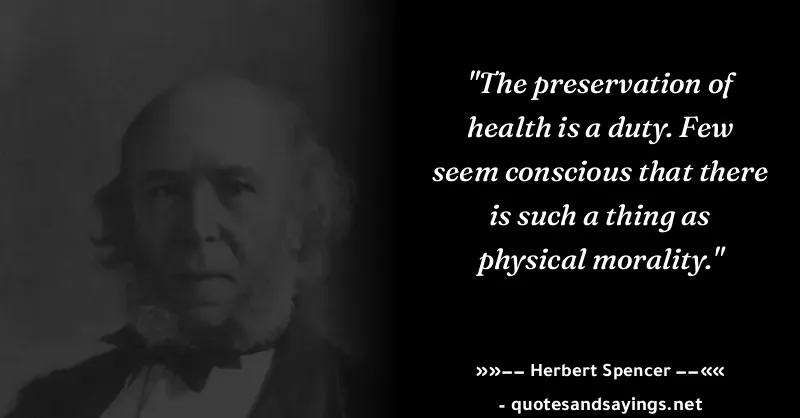 "The preservation of
health is a duty. Few
seem conscious that there
is such a thing as
physical morality."
»»−− Herbert Spencer −−««
- quotesandsayings.net